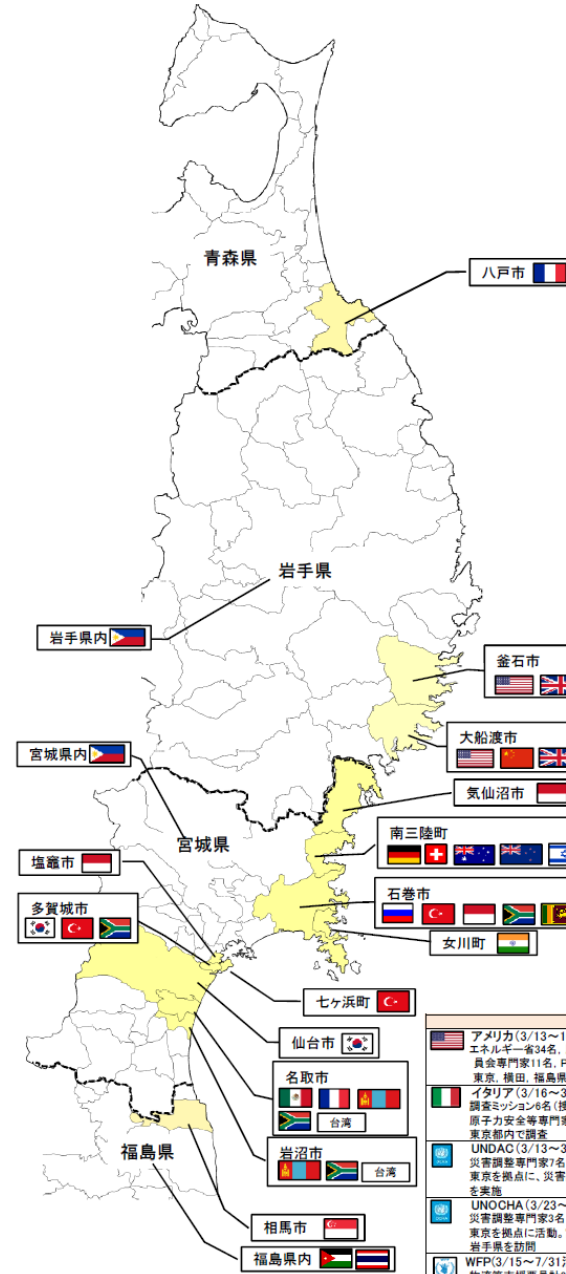 青森県
八戸市
岩手県
岩手県内
釜石市
大船渡市
宮城県内
気仙沼市
宮城県
南三陸町
塩竈市
石巻市
多賀城市
女川町
七ヶ浜町
仙台市
名取市
台湾
岩沼市
台湾
福島県
相馬市
福島県内
アメリカ(3/13~1
エネルギー省34名,
員会専門家11名, P
東京, 横田, 福島県
イタリア(3/16~3
調査ミッション6名(捜
原子力安全等専門家
東京都内で調査
UNDAC(3/13~3
災害調整専門家7名
東京を拠点に、災害
を実施
UNOCHA(3/23~
災害調整専門家3名
東京を拠点に活動。
岩手県を訪問
WFP(3/15~7/31